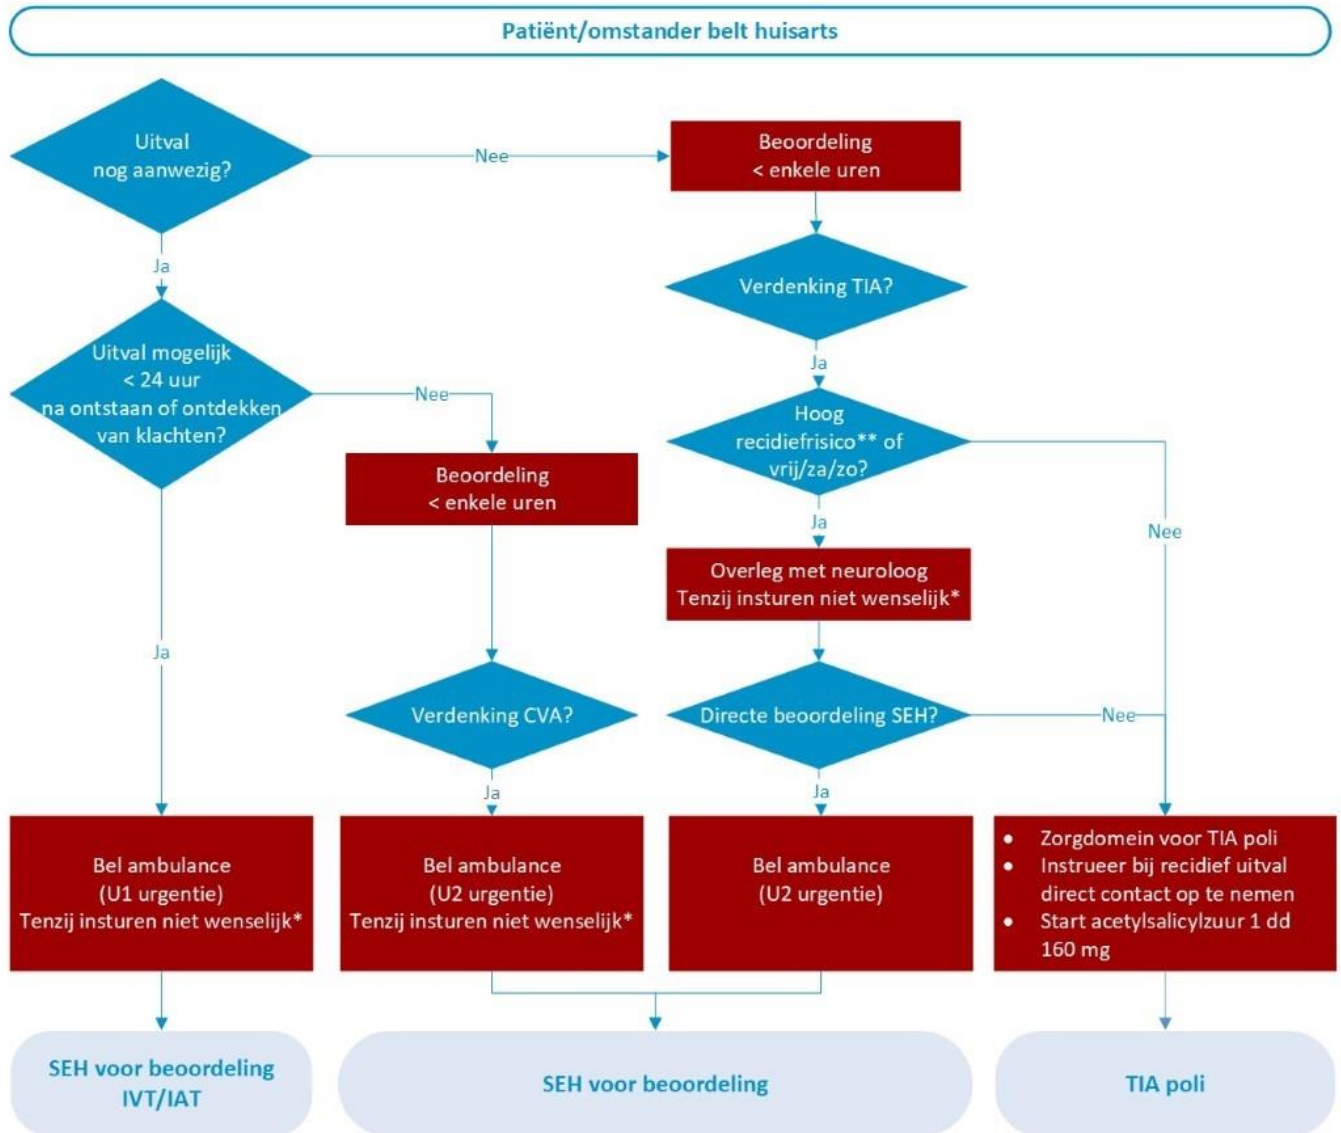 Patiënt/omstander belt huisarts
Uitval
nog aanwezig?
Nee
Beoordeling
< enkele uren
Ja
Verdenking TIA?
Uitval mogelijk
< 24 uur
na ontstaan of ontdekken
van klachten?
Nee
Ja
Hoog
recidiefrisico** of
vrij/za/zo?
Beoordeling
< enkele uren
Ja
Nee
Overleg met neuroloog
Tenzij insturen niet wenselijk*
Ja
Verdenking CVA?
Directe beoordeling SEH?
Nee
Ja
Ja
Bel ambulance
(U1 urgentie)
Tenzij insturen niet wenselijk*
Bel ambulance
(U2 urgentie)
Tenzij insturen niet wenselijk*
Bel ambulance
(U2 urgentie)
• Zorgdomein voor TIA poli
• Instrueer bij recidief uitval
direct contact op te nemen
• Start acetylsalicylzuur 1 dd
160 mg
SEH voor beoordeling
IVT/IAT
SEH voor beoordeling
TIA poli